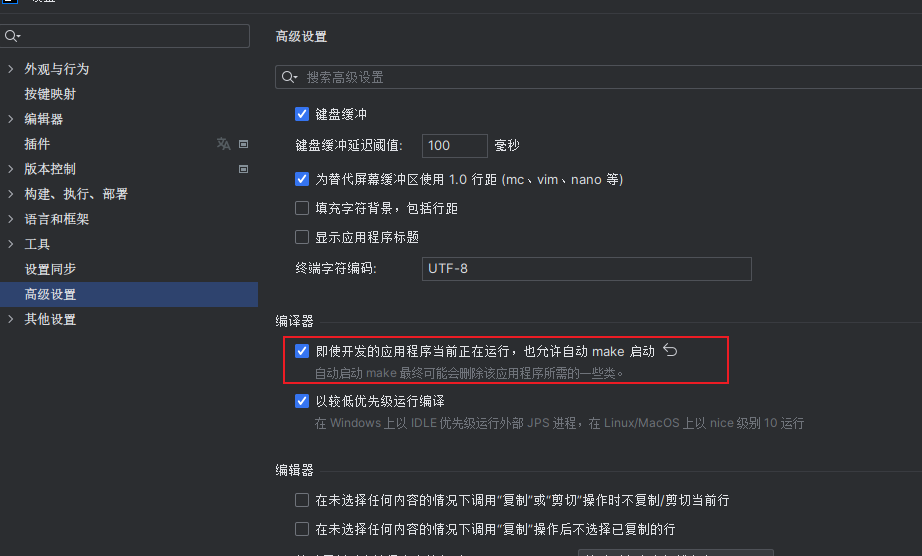 高级设置
搜索高级设置
外观与行为
按键映射
编辑器
插件
版本控制
构建、执行、部署
语言和框架
工具
设置同步
高级设置
其他设置
键盘缓冲
键盘缓冲延迟阈值: 100 毫秒
为替代屏幕缓冲区使用 1.0 行距 (mc、vim、nano 等)
填充字符背景，包括行距
显示应用程序标题
终端字符编码: UTF-8
编译器
即使开发的应用程序当前正在运行，也允许自动 make 启动
自动启动 make 最终可能会删除该应用程序所需的一些类。
以较低优先级运行编译
在 Windows 上以 IDLE 优先级运行外部 JPS 进程，在 Linux/MacOS 上以 nice 级别 10 运行
编辑器
在未选择任何内容的情况下调用“复制”或“剪切”操作时不复制/剪切当前行
在未选择任何内容的情况下调用“复制”操作后不选择已复制的行